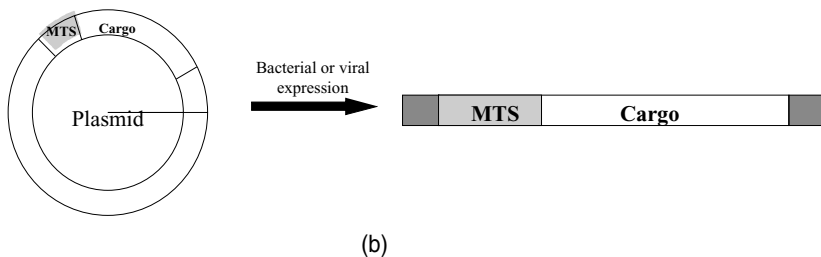 MTS Cargo
Plasmid
Bacterial or viral
expression
MTS Cargo
(b)